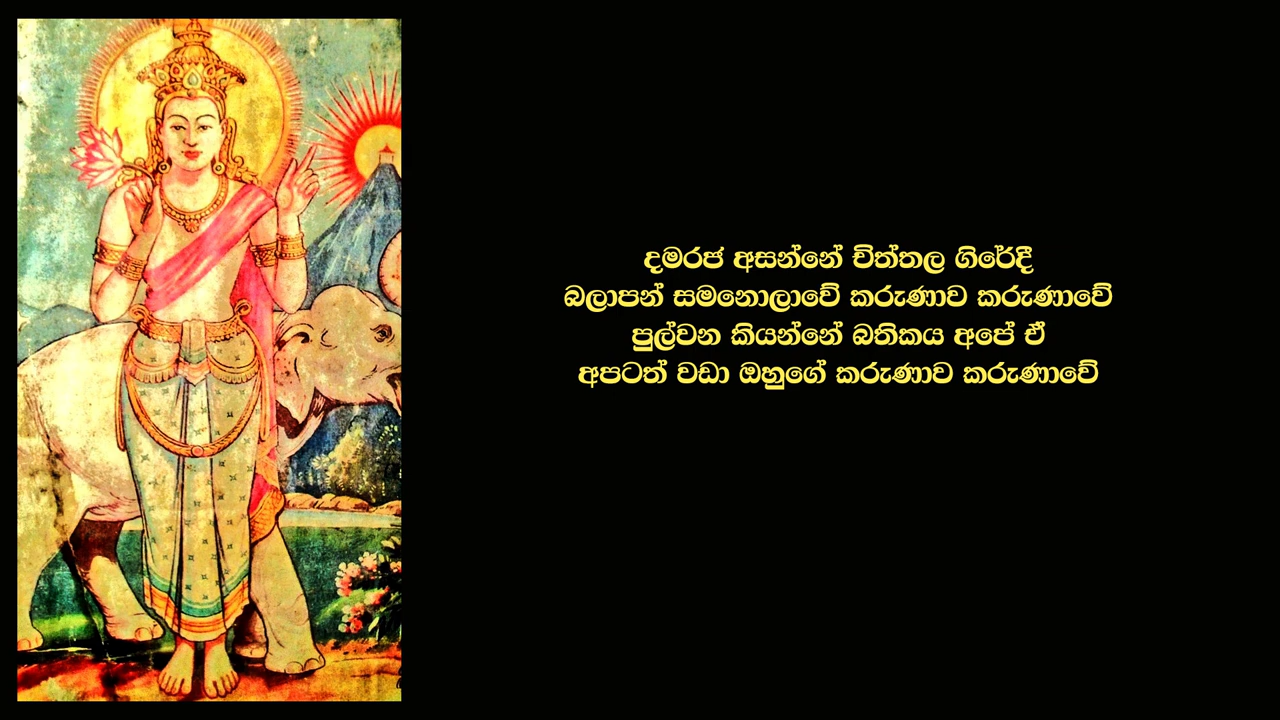 දමරජ අසන්නේ චිත්තල ගිරේදී
බලාපන් සමනොලාවේ කරුණාව කරුණාවේ
පුල්වන කියන්නේ බතිකය අපේ ඒ
අපටත් වඩා ඔහුගේ කරුණාව කරුණාවේ